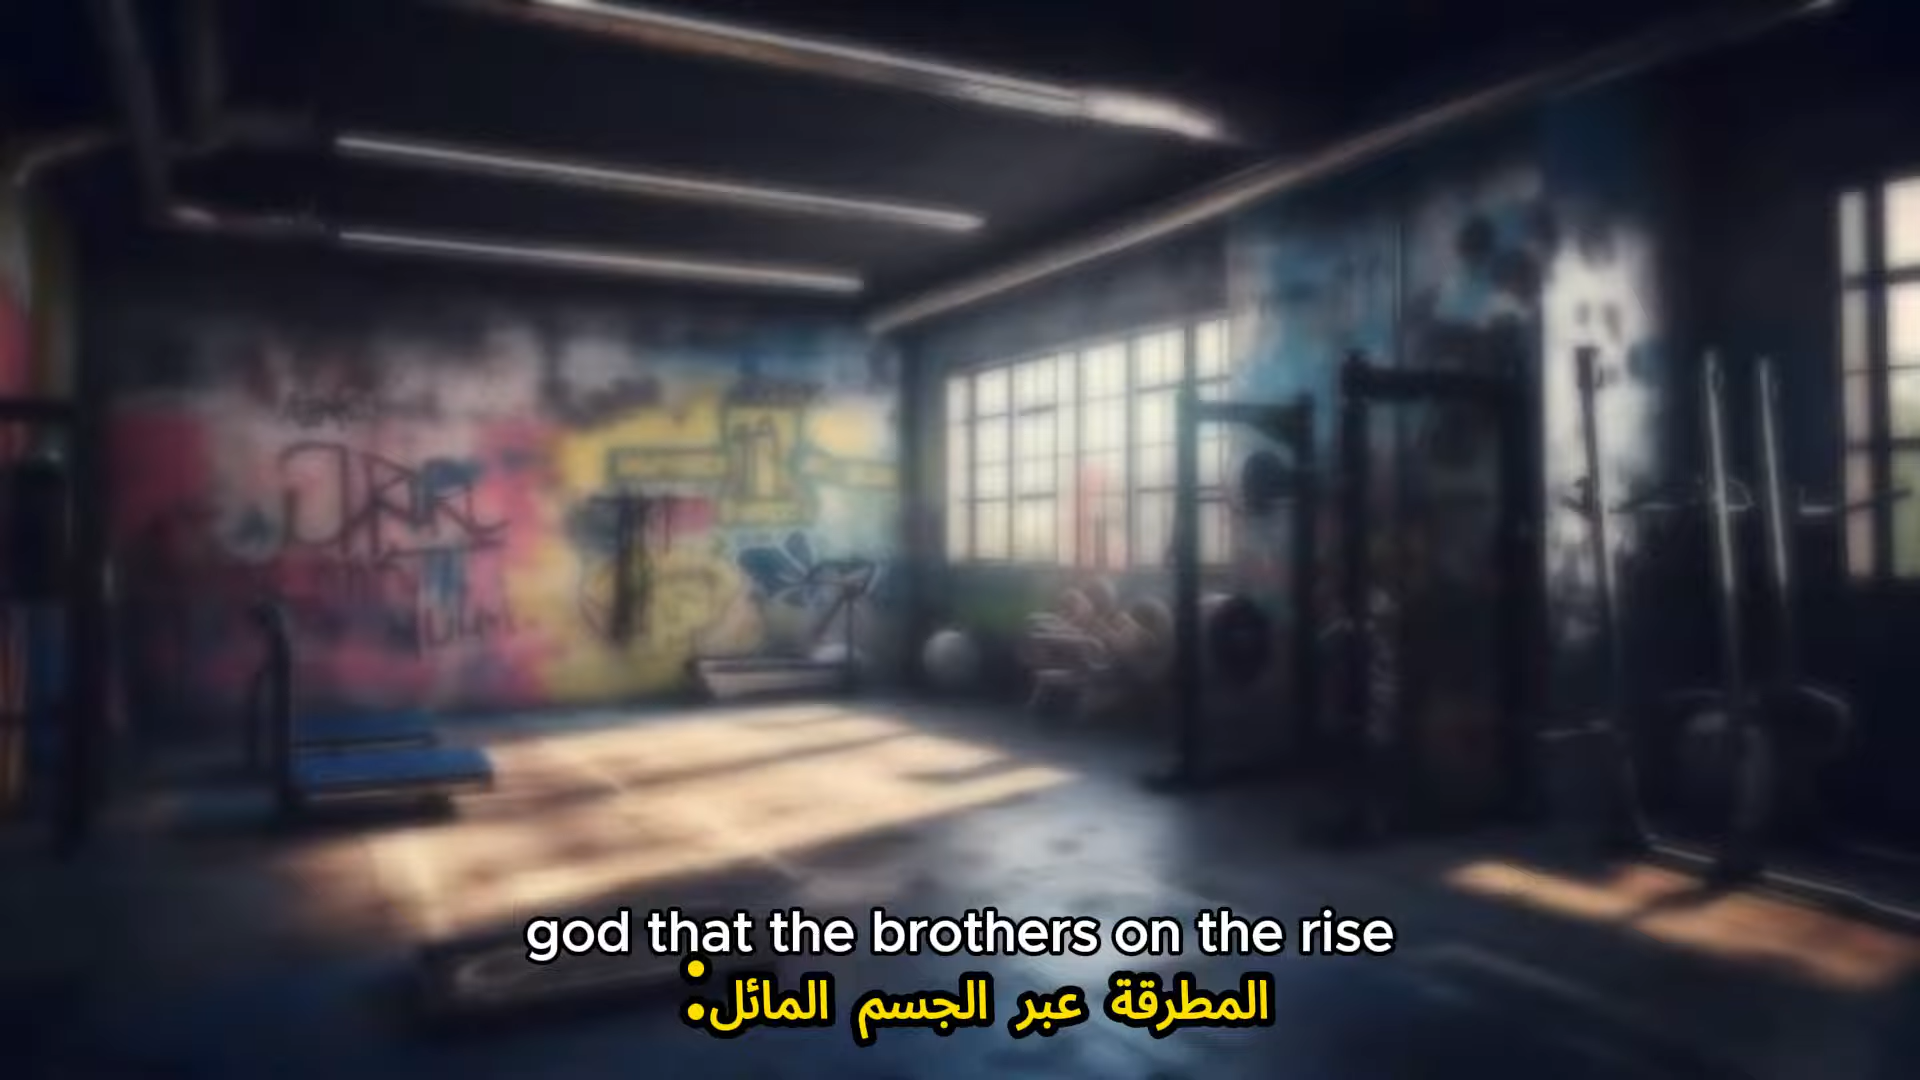 god that the brothers on the rise
المطرقة عبر الجسم المائل: